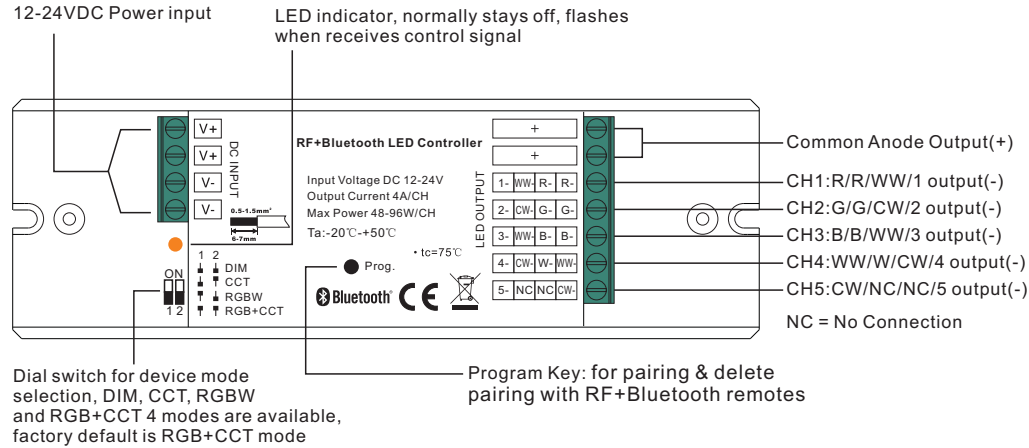 12-24VDC Power input
LED indicator, normally stays off, flashes
when receives control signal
V+
V+
V-
V-
DC INPUT
0.5-1.5mm²
6-7mm
RF+Bluetooth LED Controller
Input Voltage DC 12-24V
Output Current 4A/CH
Max Power 48-96W/CH
Ta:-20℃-+50℃
• tc=75℃
Prog.
Bluetooth®
CE
1 2
DIM
CCT
RGBW
RGB+CCT
ON
1 2
LED OUTPUT
+
+
1- WW- R- R-
2- CW- G- G-
3- WW- B- B-
4- CW- W- WW-
5- NC NC CW-
Common Anode Output(+)
CH1:R/R/WW/1 output(-)
CH2:G/G/CW/2 output(-)
CH3:B/B/WW/3 output(-)
CH4:WW/W/CW/4 output(-)
CH5:CW/NC/NC/5 output(-)
NC = No Connection
Dial switch for device mode
selection, DIM, CCT, RGBW
and RGB+CCT 4 modes are available,
factory default is RGB+CCT mode
Program Key: for pairing & delete
pairing with RF+Bluetooth remotes